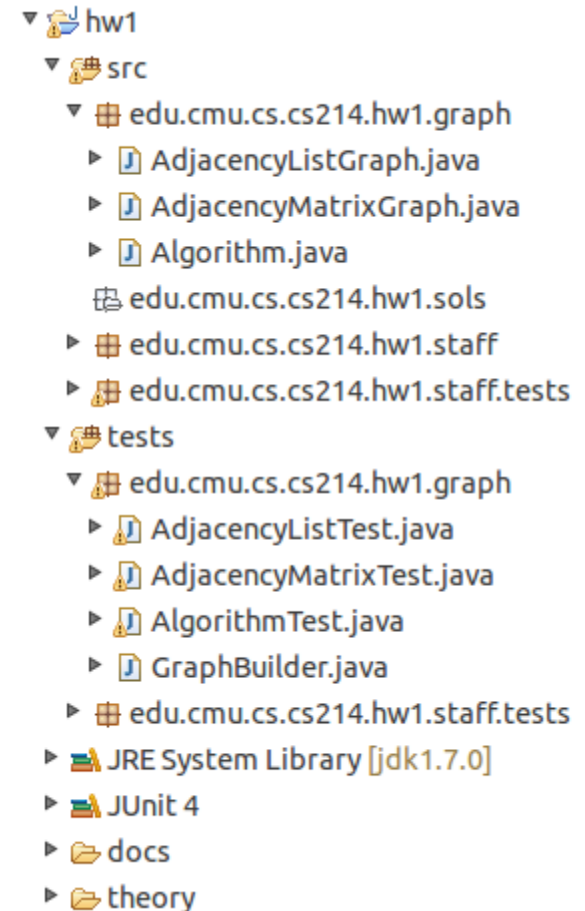 hw1
src
edu.cmu.cs.cs214.hw1.graph
AdjacencyListGraph.java
AdjacencyMatrixGraph.java
Algorithm.java
edu.cmu.cs.cs214.hw1.sols
edu.cmu.cs.cs214.hw1.staff
edu.cmu.cs.cs214.hw1.staff.tests
tests
edu.cmu.cs.cs214.hw1.graph
AdjacencyListTest.java
AdjacencyMatrixTest.java
AlgorithmTest.java
GraphBuilder.java
edu.cmu.cs.cs214.hw1.staff.tests
JRE System Library [jdk1.7.0]
JUnit 4
docs
theory